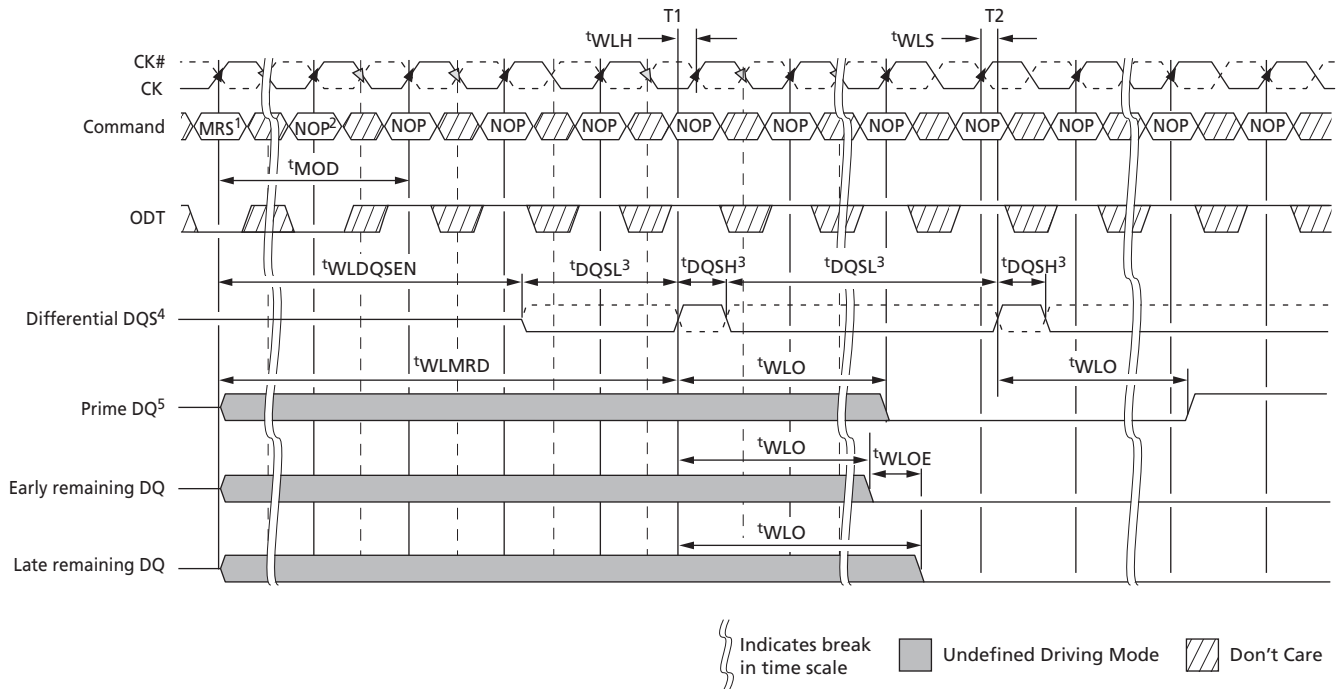 T1 T2
tWLH tWLS
CK#
CK
Command MRS1 NOP2 NOP NOP NOP NOP NOP NOP NOP NOP NOP NOP
tMOD
ODT
tWLDQSEN tDQSL3 tDQSH3 tDQSL3 tDQSH3
Differential DQS4
tWLMRD tWLO tWLO
Prime DQ5
tWLO tWLOE
Early remaining DQ
tWLO
Late remaining DQ
Indicates break
in time scale
Undefined Driving Mode
Don't Care